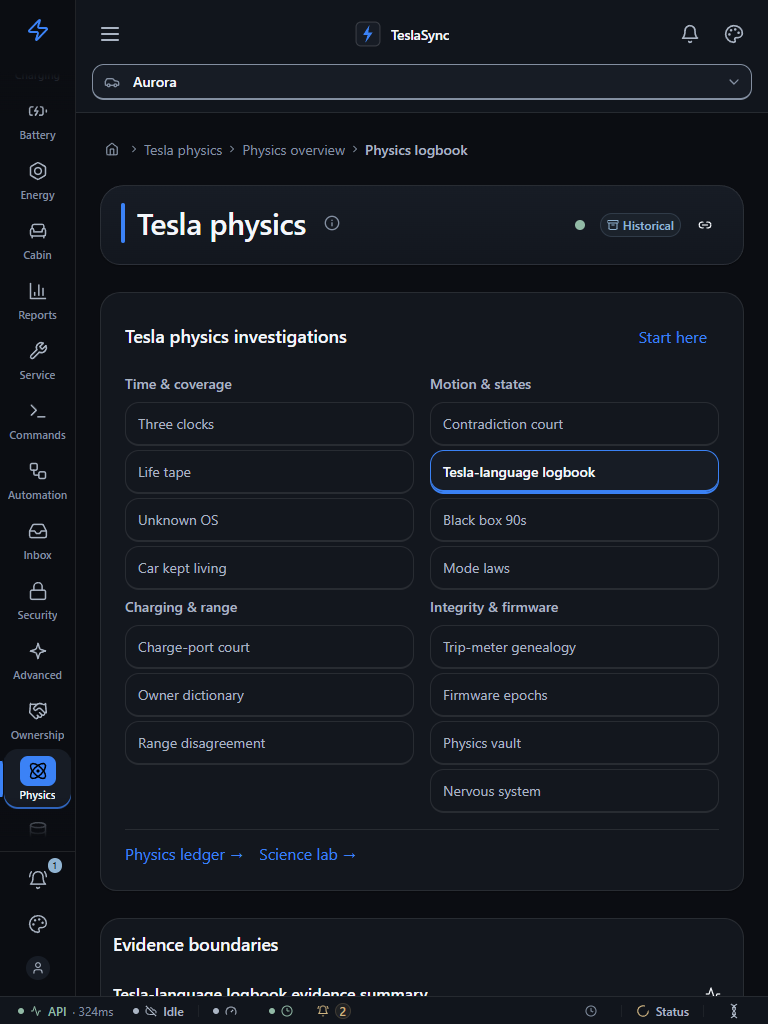 TeslaSync
Aurora
Charging
Battery
Energy
Cabin
Reports
Service
Commands
Automation
Inbox
Security
Advanced
Ownership
Physics
1
Tesla physics > Physics overview > Physics logbook
Tesla physics
Historical
Tesla physics investigations
Start here
Time & coverage
Three clocks
Life tape
Unknown OS
Car kept living
Motion & states
Contradiction court
Tesla-language logbook
Black box 90s
Mode laws
Charging & range
Charge-port court
Owner dictionary
Range disagreement
Integrity & firmware
Trip-meter genealogy
Firmware epochs
Physics vault
Nervous system
Physics ledger → Science lab →
Evidence boundaries
Tesla-language logbook evidence summary
API · 324ms
Idle
2
Status